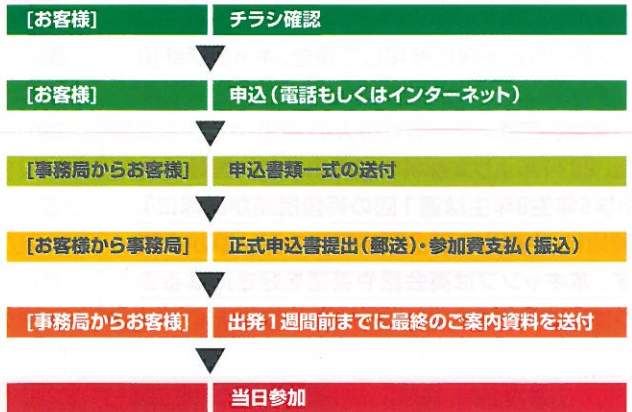 [お客様] チラシ確認
[お客様] 申込（電話もしくはインターネット）
[事務局からお客様] 申込書類一式の送付
[お客様から事務局] 正式申込書提出（郵送）・参加費支払（振込）
[事務局からお客様] 出発1週間前までに最終のご案内資料を送付
当日参加